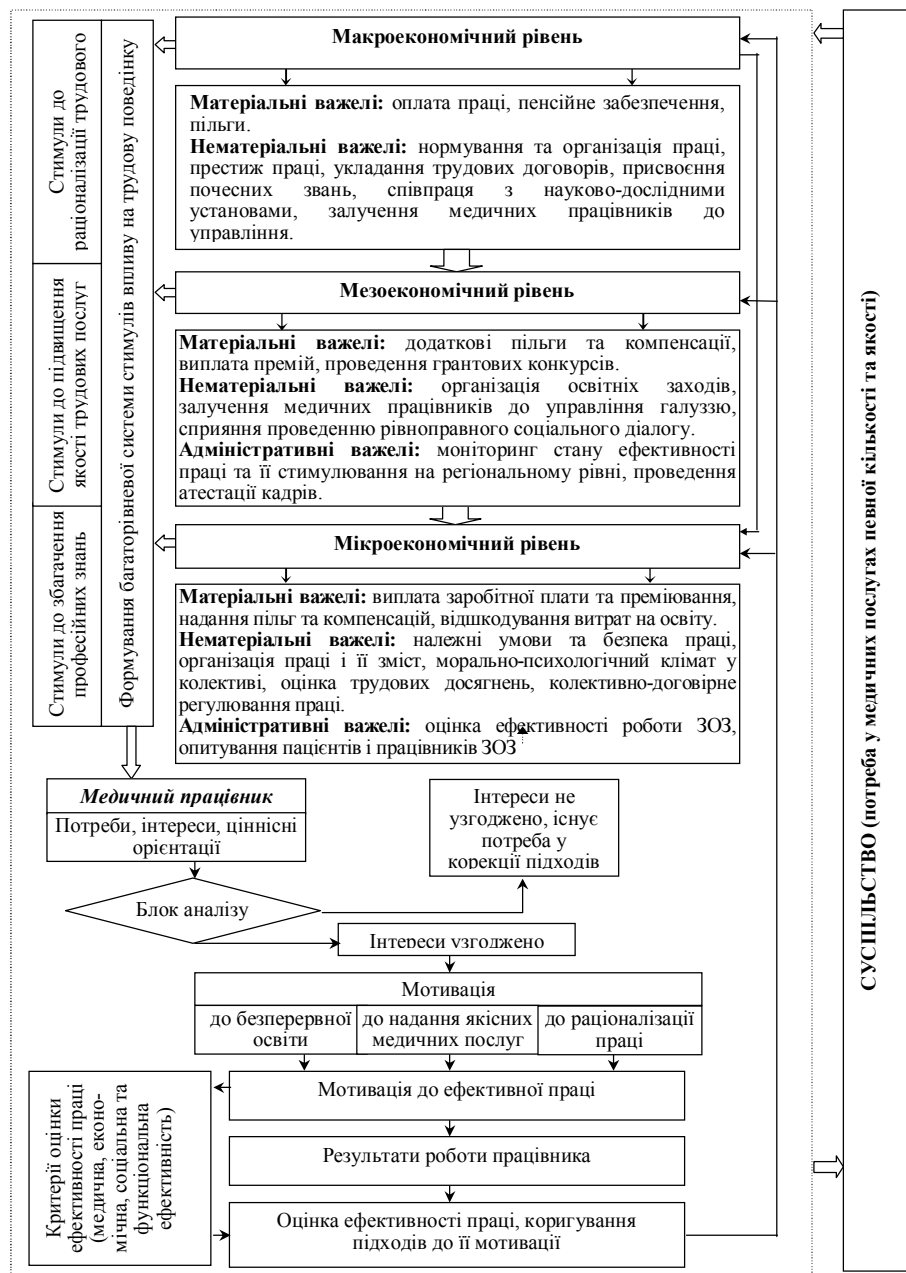 Макроекономічний рівень
Матеріальні важелі: оплата праці, пенсійне забезпечення,
пільги.
Нематеріальні важелі: нормування та організація праці,
престиж праці, укладання трудових договорів, присвоєння
почесних звань, співпраця з науково-дослідними
установами, залучення медичних працівників до
управління.
Стимули до
раціоналізації трудового
Стимули до підвищення
якості трудових послуг
Стимули до збагачення
професійних знань
Формування багаторівневої системи стимулів впливу на трудову поведінку
Мезоекономічний рівень
Матеріальні важелі: додаткові пільги та компенсації,
виплата премій, проведення грантових конкурсів.
Нематеріальні важелі: організація освітніх заходів,
залучення медичних працівників до управління галуззю,
сприяння проведенню рівноправного соціального діалогу.
Адміністративні важелі: моніторинг стану ефективності
праці та її стимулювання на регіональному рівні, проведення
атестації кадрів.
Мікроекономічний рівень
Матеріальні важелі: виплата заробітної плати та преміювання,
надання пільг та компенсацій, відшкодування витрат на освіту.
Нематеріальні важелі: належні умови та безпека праці,
організація праці і її зміст, морально-психологічний клімат у
колективі, оцінка трудових досягнень, колективно-договірне
регулювання праці.
Адміністративні важелі: оцінка ефективності роботи ЗОЗ,
опитування пацієнтів і працівників ЗОЗ
Медичний працівник
Потреби, інтереси, ціннісні
орієнтації
Інтереси не
узгоджено, існує
потреба у
корекції підходів
Блок аналізу
Інтереси узгоджено
Мотивація
до безперервної
освіти
до надання якісних
медичних послуг
до раціоналізації
праці
Мотивація до ефективної праці
Результати роботи працівника
Оцінка ефективності праці, коригування
підходів до її мотивації
Критерії оцінки
ефективності праці
(медична, еконо-
мічна, соціальна та
функціональна
ефективність)
СУСПІЛЬСТВО (потреба у медичних послугах певної кількості та якості)